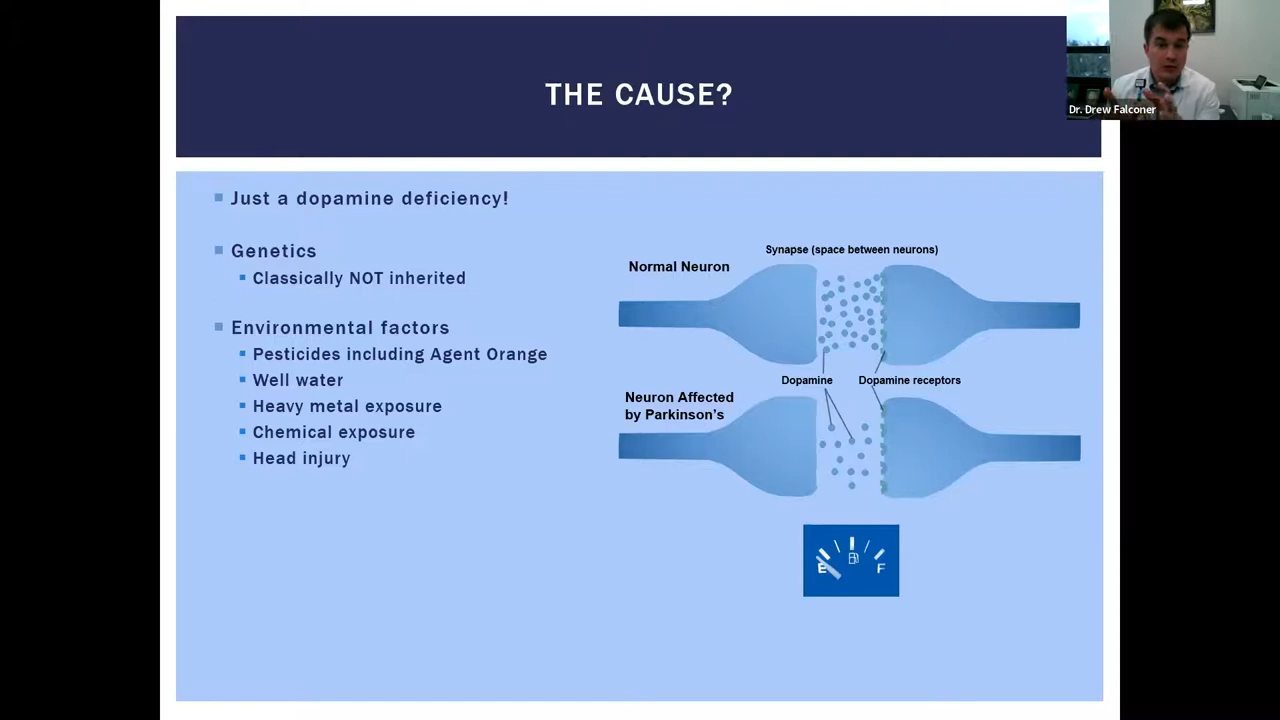 THE CAUSE?
Dr. Drew Falconer
Just a dopamine deficiency!
Genetics
Classically NOT inherited
Environmental factors
Pesticides including Agent Orange
Well water
Heavy metal exposure
Chemical exposure
Head injury
Synapse (space between neurons)
Normal Neuron
Dopamine
Dopamine receptors
Neuron Affected
by Parkinson's
E
F